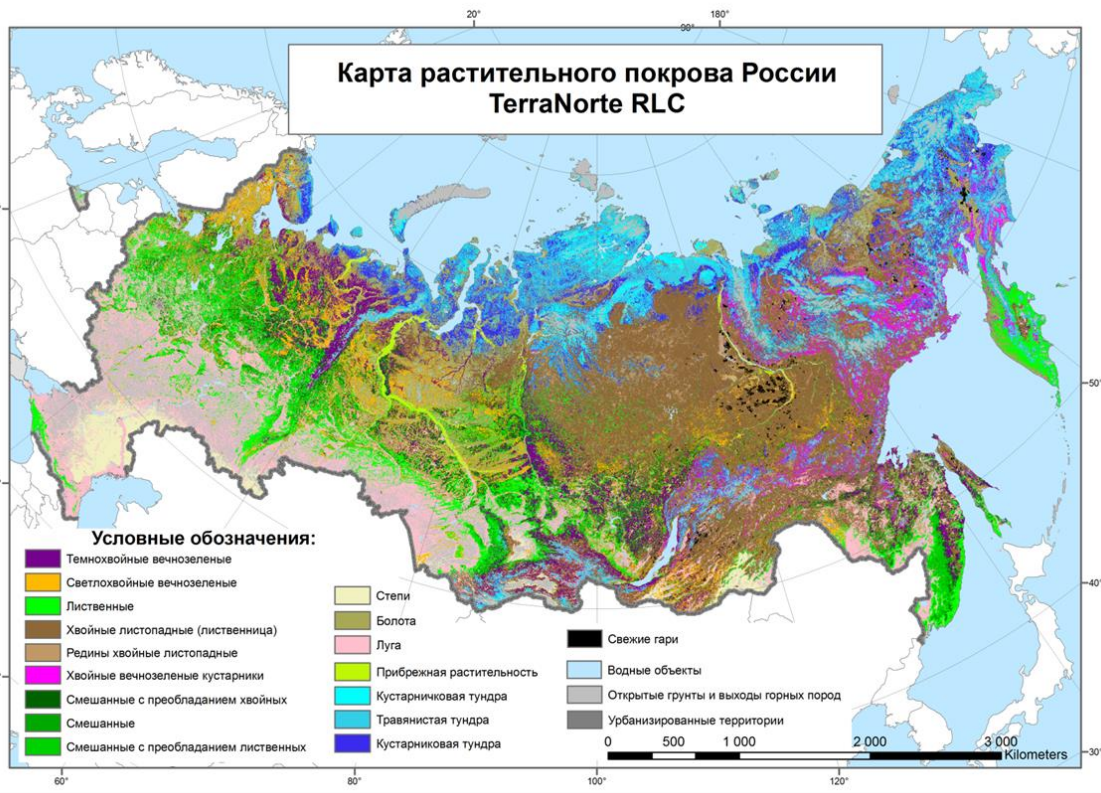 20°
180°
Карта растительного покрова России
TerraNorte RLC
50°
40°
30°
Условные обозначения:
Темнохвойные вечнозеленые
Светлохвойные вечнозеленые
Лиственные
Хвойные листопадные (лиственница)
Редины хвойные листопадные
Хвойные вечнозеленые кустарники
Смешанные с преобладанием хвойных
Смешанные
Смешанные с преобладанием лиственных
Степи
Болота
Луга
Прибрежная растительность
Кустарничковая тундра
Травянистая тундра
Кустарниковая тундра
Свежие гари
Водные объекты
Открытые грунты и выходы горных пород
Урбанизированные территории
0 500 1 000 2 000 3 000
Kilometers
60° 80° 100° 120°